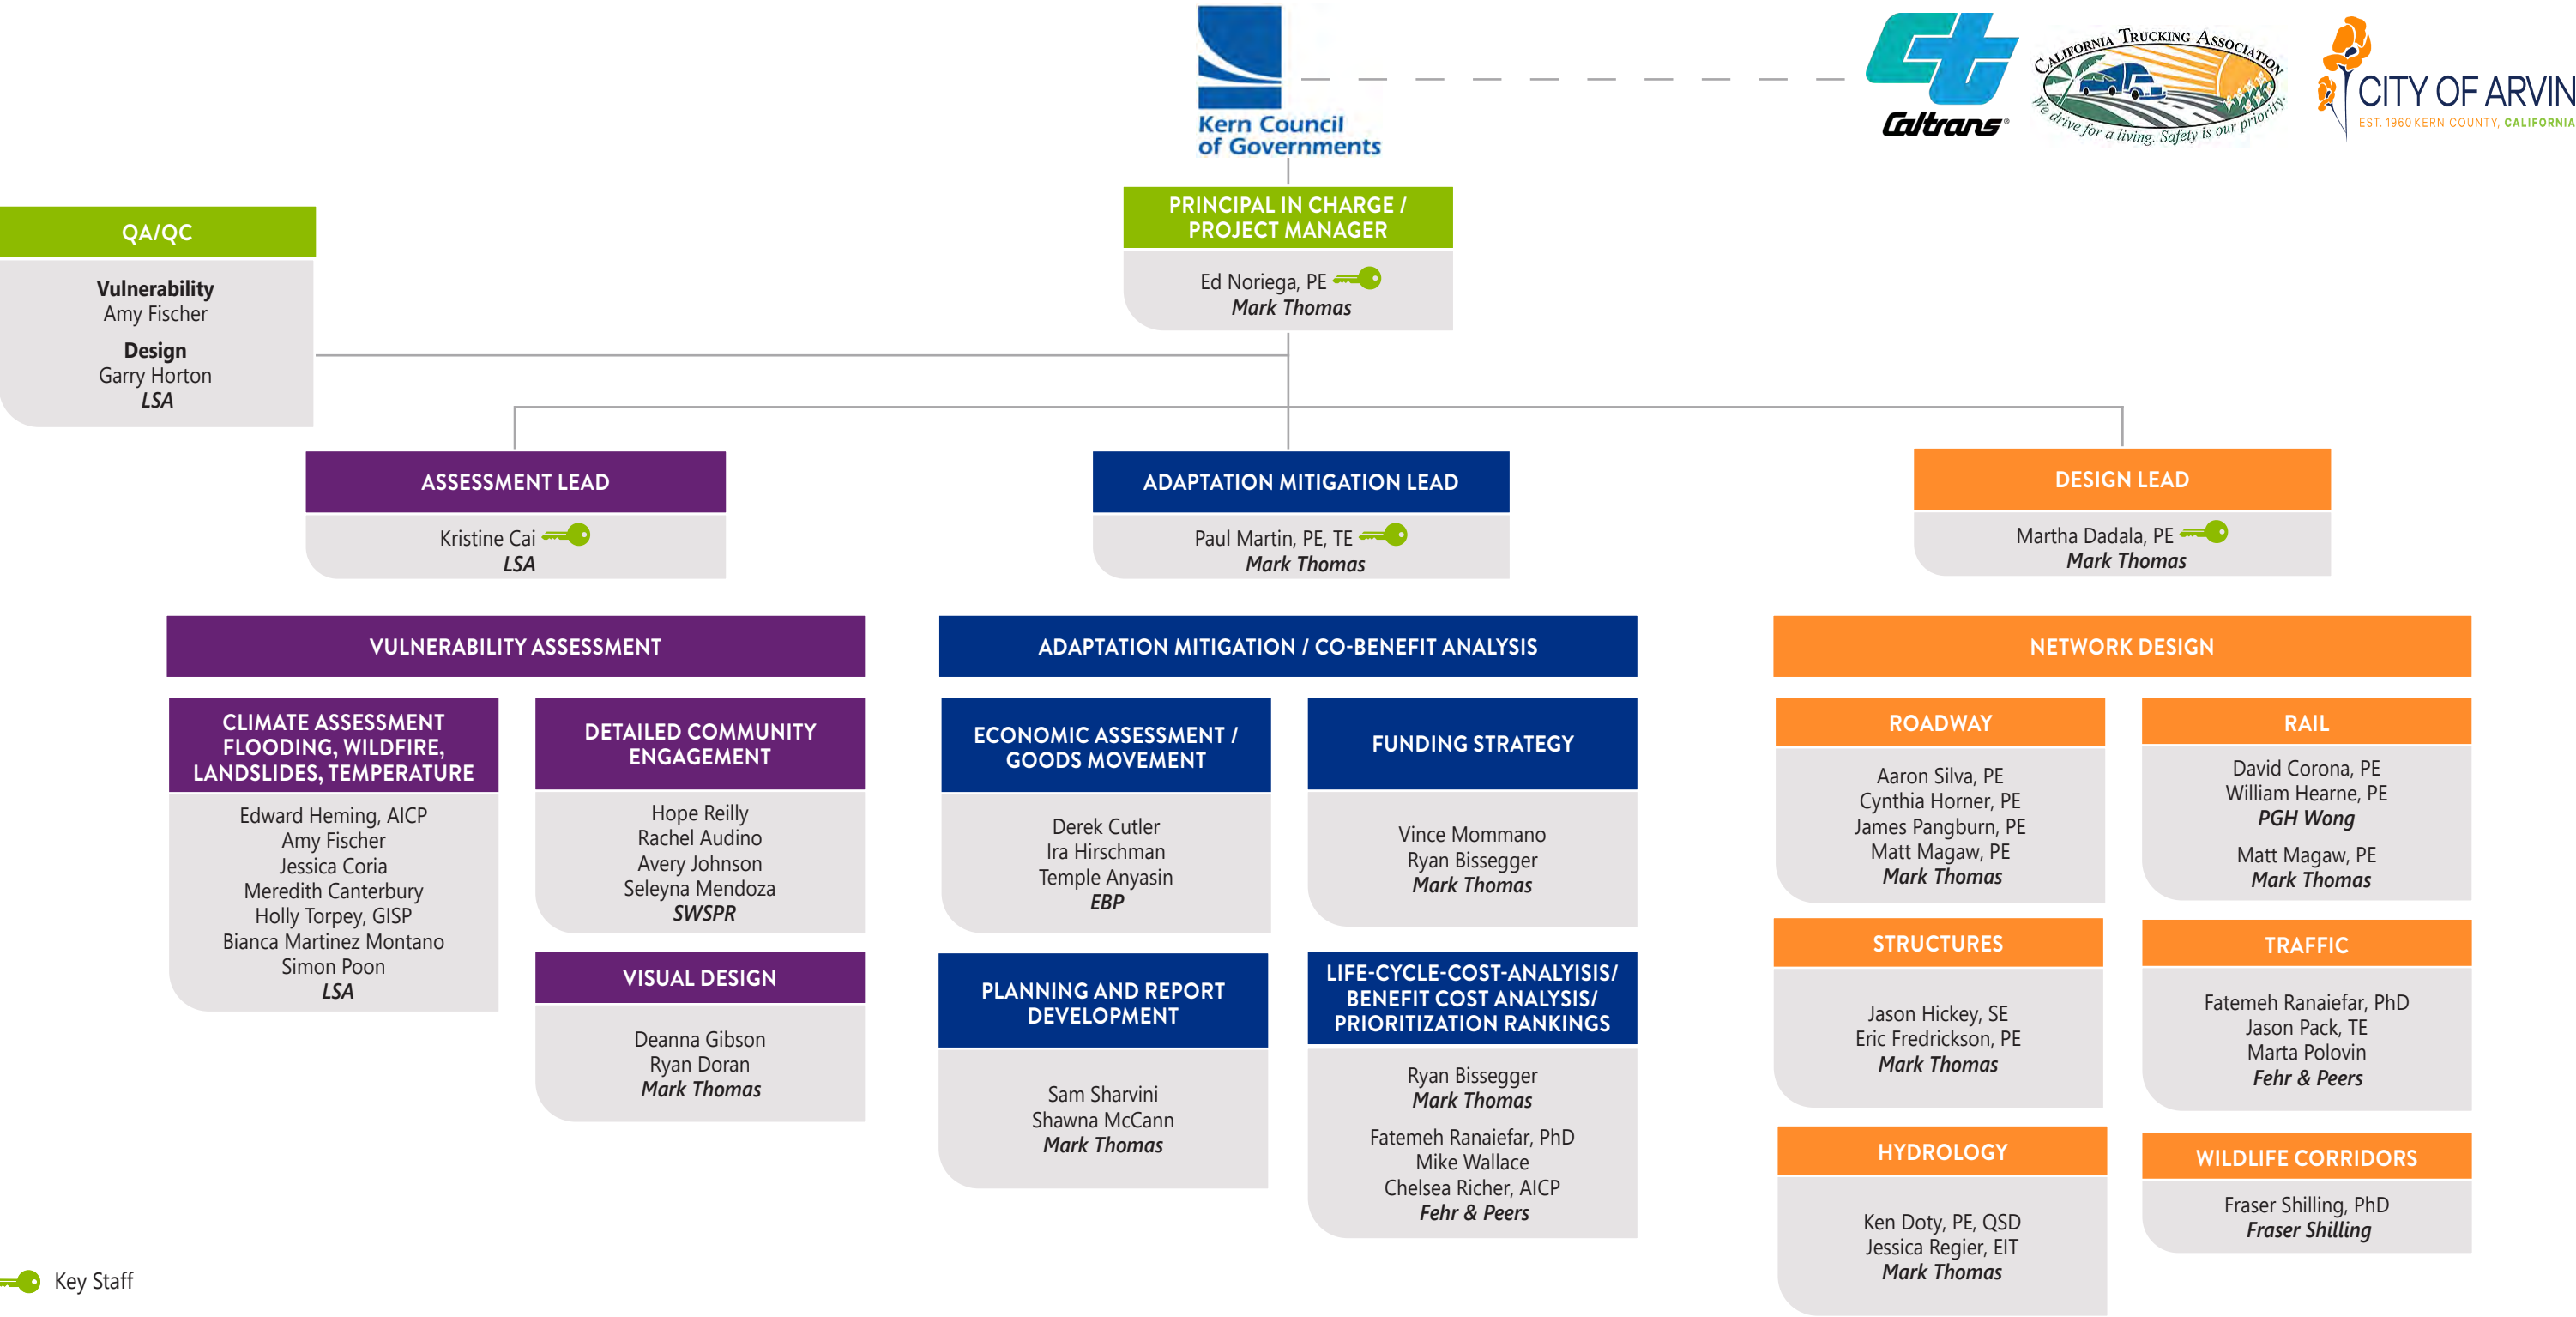 Kern Council
of Governments
Caltrans®
CALIFORNIA TRUCKING ASSOCIATION
We drive for a living. Safety is our priority.
CITY OF ARVIN
EST. 1960 KERN COUNTY, CALIFORNIA
PRINCIPAL IN CHARGE /
PROJECT MANAGER
Ed Noriega, PE
Mark Thomas
QA/QC
Vulnerability
Amy Fischer
Design
Garry Horton
LSA
ASSESSMENT LEAD
Kristine Cai
LSA
ADAPTATION MITIGATION LEAD
Paul Martin, PE, TE
Mark Thomas
DESIGN LEAD
Martha Dadala, PE
Mark Thomas
VULNERABILITY ASSESSMENT
CLIMATE ASSESSMENT
FLOODING, WILDFIRE,
LANDSLIDES, TEMPERATURE
Edward Heming, AICP
Amy Fischer
Jessica Coria
Meredith Canterbury
Holly Torpey, GISP
Bianca Martinez Montano
Simon Poon
LSA
DETAILED COMMUNITY
ENGAGEMENT
Hope Reilly
Rachel Audino
Avery Johnson
Seleyna Mendoza
SWSPR
VISUAL DESIGN
Deanna Gibson
Ryan Doran
Mark Thomas
ADAPTATION MITIGATION / CO-BENEFIT ANALYSIS
ECONOMIC ASSESSMENT /
GOODS MOVEMENT
Derek Cutler
Ira Hirschman
Temple Anyasin
EBP
FUNDING STRATEGY
Vince Mommano
Ryan Bissegger
Mark Thomas
PLANNING AND REPORT
DEVELOPMENT
Sam Sharvini
Shawna McCann
Mark Thomas
LIFE-CYCLE-COST-ANALYISIS/
BENEFIT COST ANALYSIS/
PRIORITIZATION RANKINGS
Ryan Bissegger
Mark Thomas
Fatemeh Ranaiefar, PhD
Mike Wallace
Chelsea Richer, AICP
Fehr & Peers
NETWORK DESIGN
ROADWAY
Aaron Silva, PE
Cynthia Horner, PE
James Pangburn, PE
Matt Magaw, PE
Mark Thomas
RAIL
David Corona, PE
William Hearne, PE
PGH Wong
Matt Magaw, PE
Mark Thomas
STRUCTURES
Jason Hickey, SE
Eric Fredrickson, PE
Mark Thomas
TRAFFIC
Fatemeh Ranaiefar, PhD
Jason Pack, TE
Marta Polovin
Fehr & Peers
HYDROLOGY
Ken Doty, PE, QSD
Jessica Regier, EIT
Mark Thomas
WILDLIFE CORRIDORS
Fraser Shilling, PhD
Fraser Shilling
Key Staff